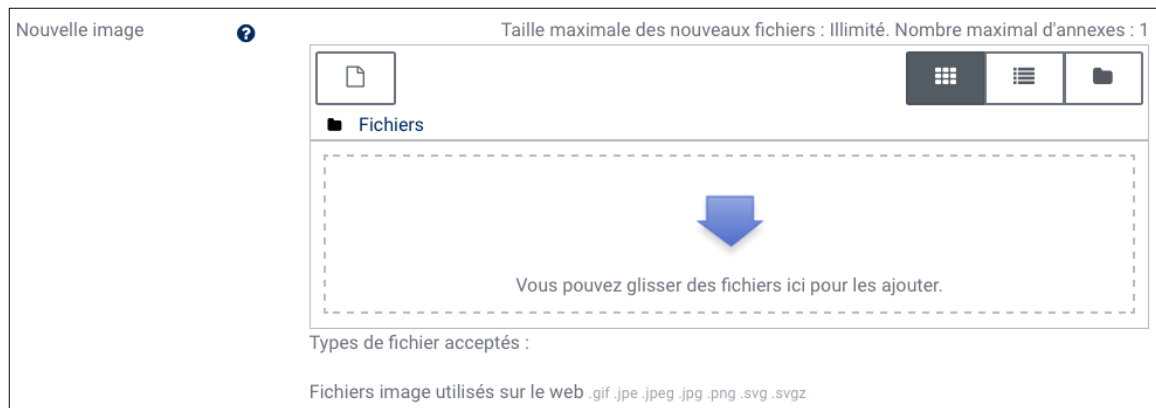 Nouvelle image
Taille maximale des nouveaux fichiers : Illimité. Nombre maximal d'annexes : 1
Fichiers
Vous pouvez glisser des fichiers ici pour les ajouter.
Types de fichier acceptés :
Fichiers image utilisés sur le web .gif .jpe .jpeg .jpg .png .svg .svgz